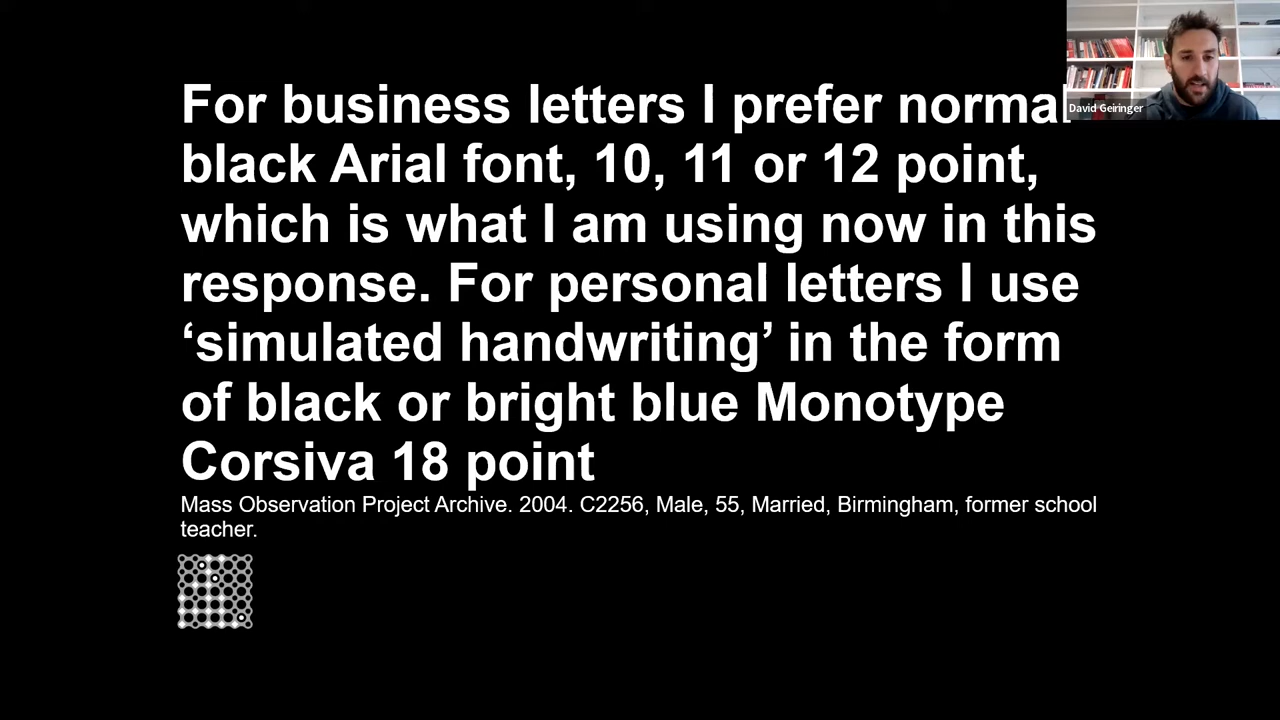 For business letters I prefer normal
black Arial font, 10, 11 or 12 point,
which is what I am using now in this
response. For personal letters I use
‘simulated handwriting’ in the form
of black or bright blue Monotype
Corsiva 18 point
Mass Observation Project Archive. 2004. C2256, Male, 55, Married, Birmingham, former school
teacher.
David Geiringer